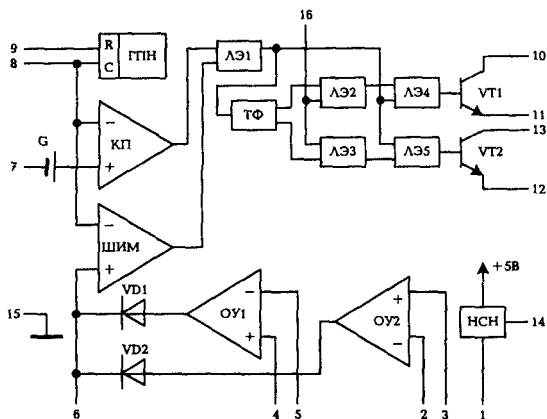 16
9
R
ГПН
ЛЭ1
10
8
C
ЛЭ2
ЛЭ4
VT1
ТФ
11
–
G
КП
13
7
+
ЛЭ3
ЛЭ5
VT2
12
–
ШИМ
+
+5В
VD1
–
+
15
ОУ1
ОУ2
НСН
14
VD2
+
–
6
4
5
2
3
1